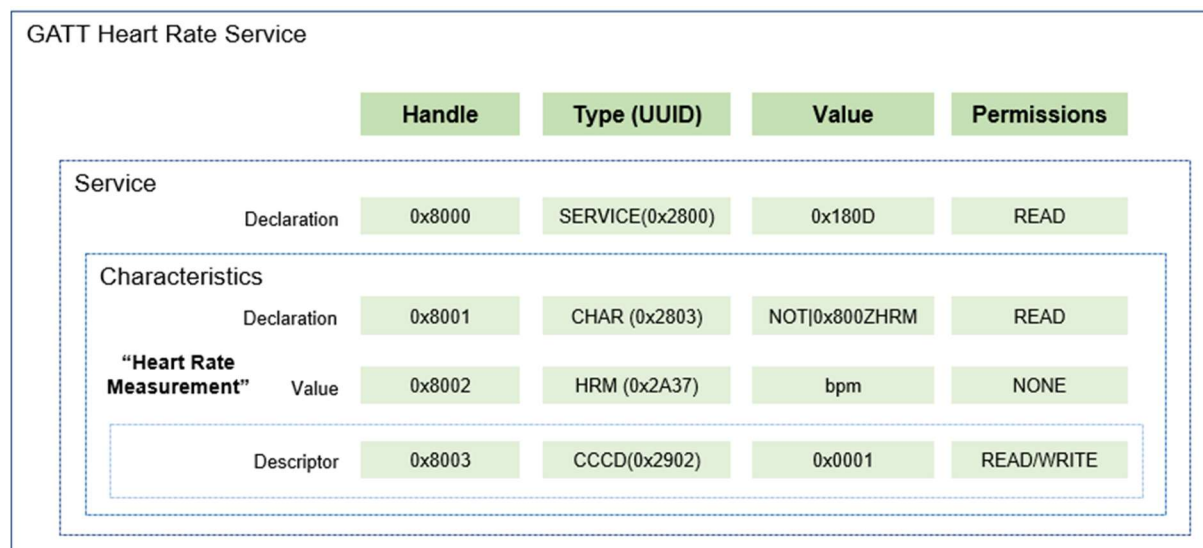 GATT Heart Rate Service
Handle Type (UUID) Value Permissions
Service
Declaration 0x8000 SERVICE(0x2800) 0x180D READ
Characteristics
Declaration 0x8001 CHAR (0x2803) NOT|0x800ZHRM READ
“Heart Rate
Measurement” Value 0x8002 HRM (0x2A37) bpm NONE
Descriptor 0x8003 CCCD(0x2902) 0x0001 READ/WRITE